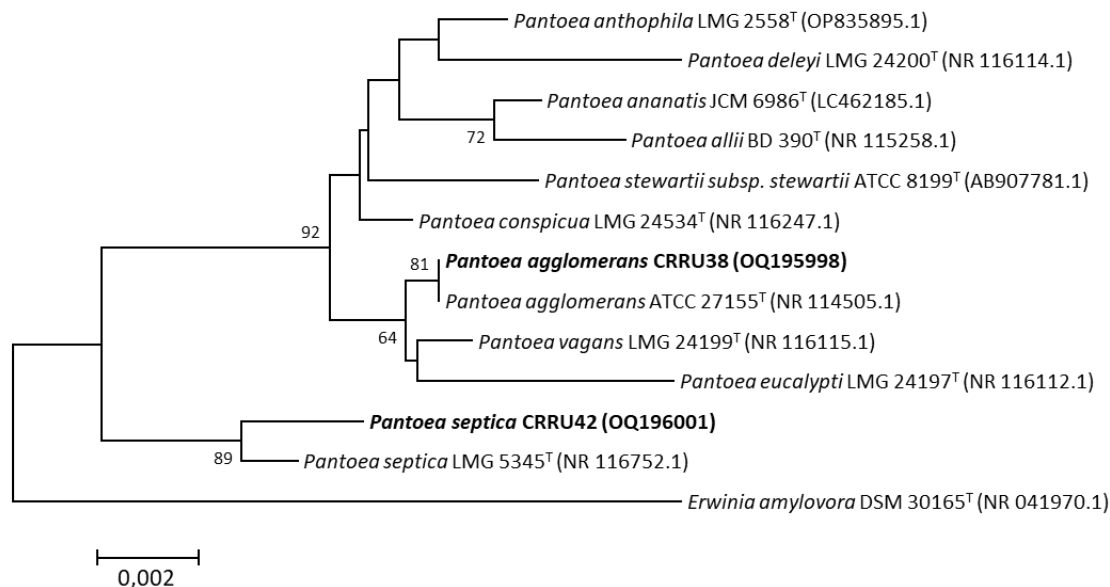 Pantoea anthophila LMG 2558ᵀ (OP835895.1)
Pantoea deleyi LMG 24200ᵀ (NR 116114.1)
Pantoea ananatis JCM 6986ᵀ (LC462185.1)
72
Pantoea allii BD 390ᵀ (NR 115258.1)
Pantoea stewartii subsp. stewartii ATCC 8199ᵀ (AB907781.1)
Pantoea conspicua LMG 24534ᵀ (NR 116247.1)
92
81
Pantoea agglomerans CRRU38 (OQ195998)
Pantoea agglomerans ATCC 27155ᵀ (NR 114505.1)
64
Pantoea vagans LMG 24199ᵀ (NR 116115.1)
Pantoea eucalypti LMG 24197ᵀ (NR 116112.1)
Pantoea septica CRRU42 (OQ196001)
89
Pantoea septica LMG 5345ᵀ (NR 116752.1)
Erwinia amylovora DSM 30165ᵀ (NR 041970.1)
0,002